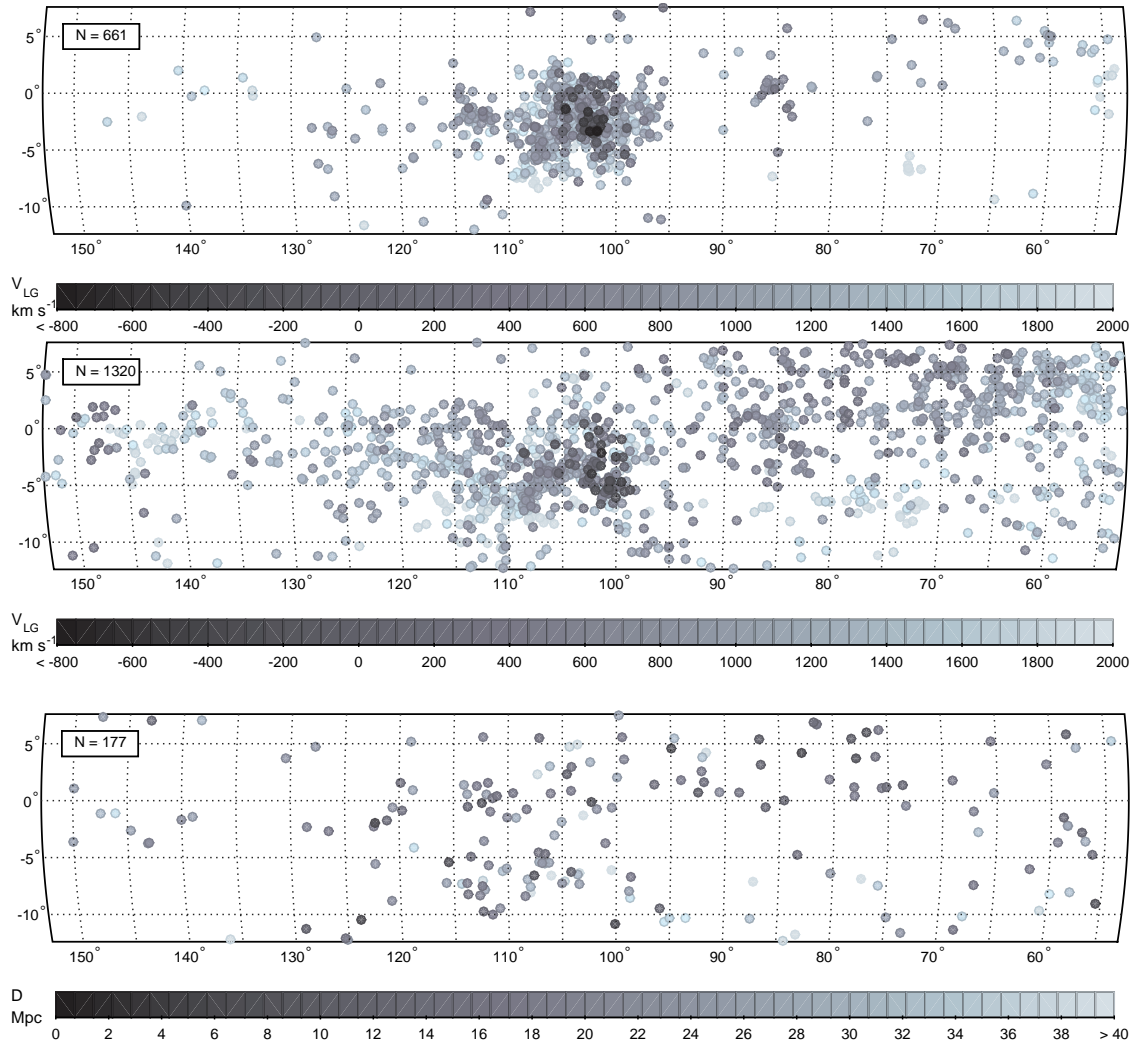 N = 661
5°
0°
-5°
-10°
150° 140° 130° 120° 110° 100° 90° 80° 70° 60°
V_LG
km s^-1
< -800 -600 -400 -200 0 200 400 600 800 1000 1200 1400 1600 1800 2000
N = 1320
5°
0°
-5°
-10°
150° 140° 130° 120° 110° 100° 90° 80° 70° 60°
V_LG
km s^-1
< -800 -600 -400 -200 0 200 400 600 800 1000 1200 1400 1600 1800 2000
N = 177
5°
0°
-5°
-10°
150° 140° 130° 120° 110° 100° 90° 80° 70° 60°
D
Mpc
0 2 4 6 8 10 12 14 16 18 20 22 24 26 28 30 32 34 36 38 > 40